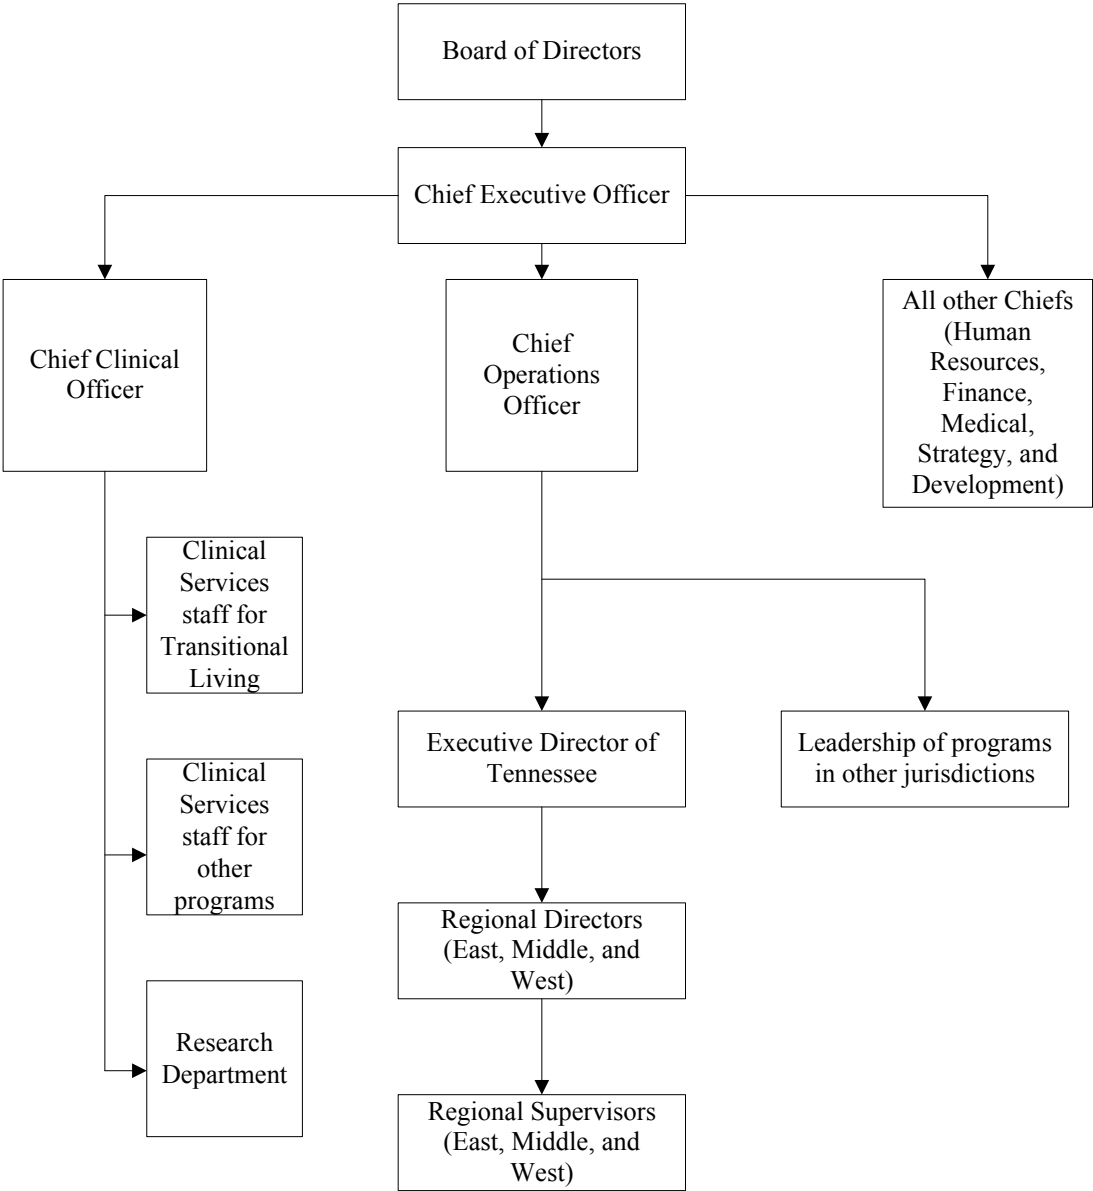 Board of Directors
Chief Executive Officer
Chief Clinical
Officer
Chief
Operations
Officer
All other Chiefs
(Human
Resources,
Finance,
Medical,
Strategy, and
Development)
Clinical
Services
staff for
Transitional
Living
Clinical
Services
staff for
other
programs
Research
Department
Executive Director of
Tennessee
Leadership of programs
in other jurisdictions
Regional Directors
(East, Middle, and
West)
Regional Supervisors
(East, Middle, and
West)